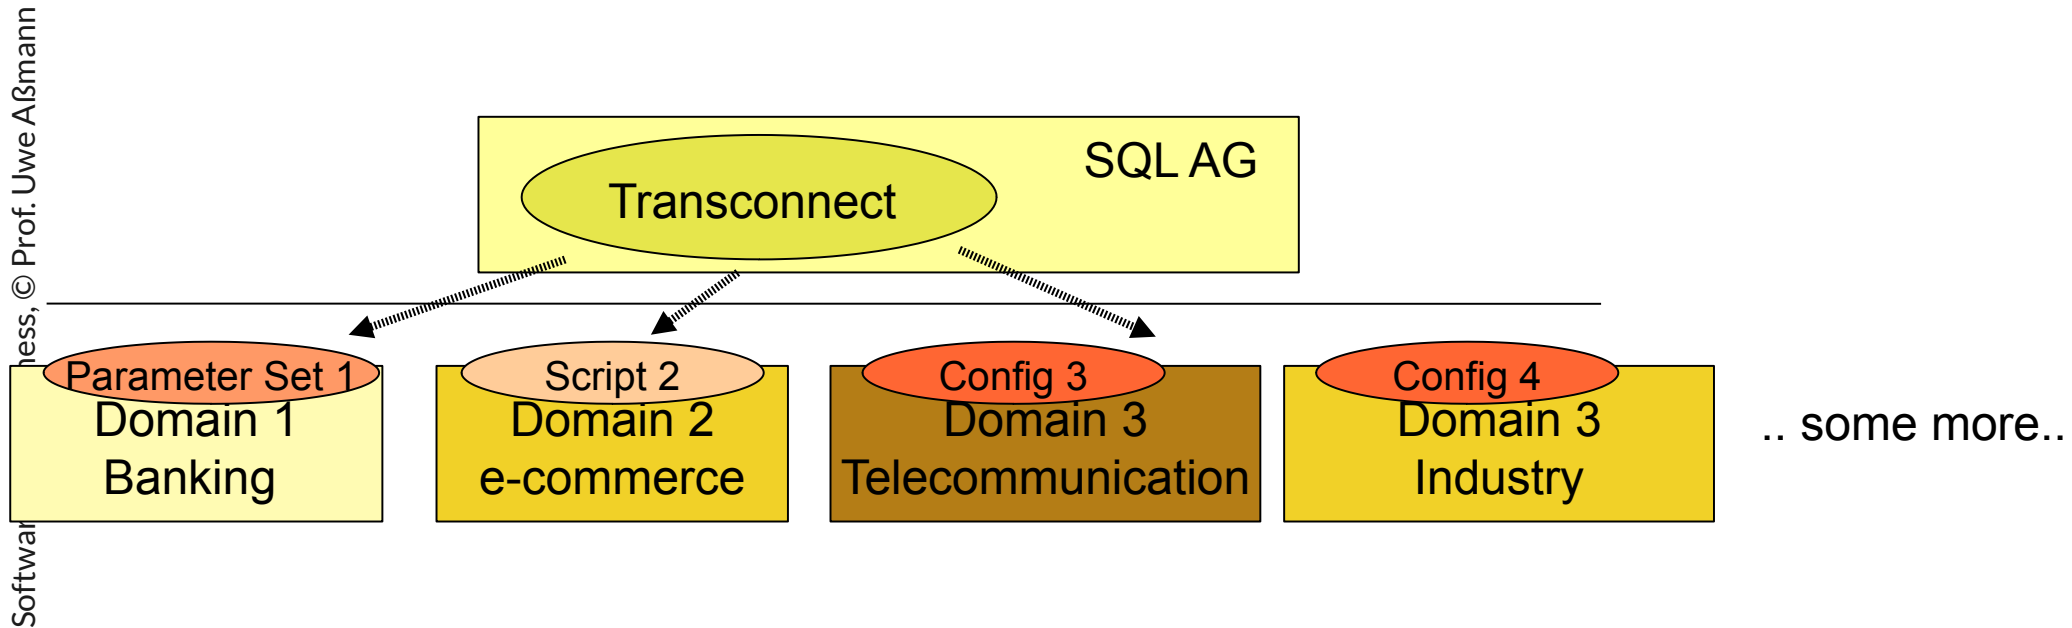 SQL AG
Transconnect
Parameter Set 1
Domain 1
Banking
Script 2
Domain 2
e-commerce
Config 3
Domain 3
Telecommunication
Config 4
Domain 3
Industry
.. some more..
© Prof. Uwe Aßmann